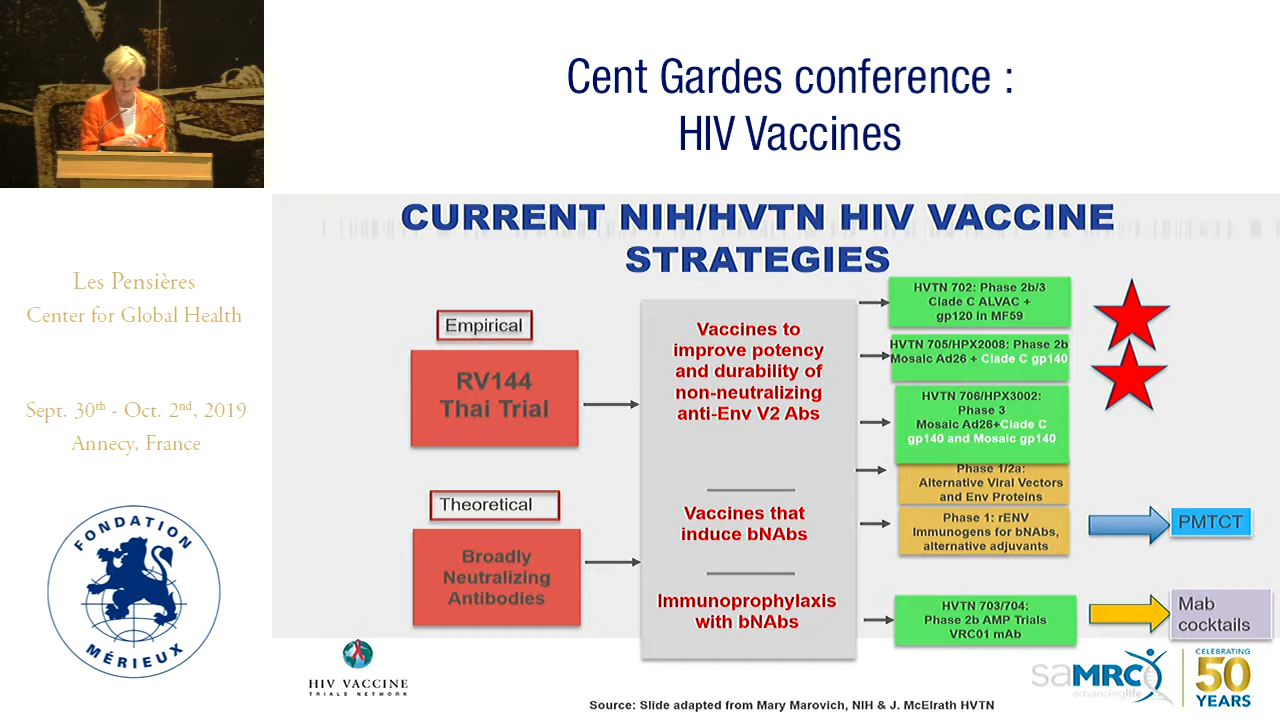 Cent Gardes conference :
HIV Vaccines
Les Pensières
Center for Global Health
Sept. 30th - Oct. 2nd, 2019
Annecy, France
FONDATION
MÉRIEUX
CURRENT NIH/HVTN HIV VACCINE
STRATEGIES
Empirical
RV144
Thai Trial
Theoretical
Broadly
Neutralizing
Antibodies
Vaccines to
improve potency
and durability of
non-neutralizing
anti-Env V2 Abs
Vaccines that
induce bNAbs
Immunoprophylaxis
with bNAbs
HVTN 702: Phase 2b/3
Clade C ALVAC +
gp120 in MF59
HVTN 705/HPX2008: Phase 2b
Mosaic Ad26 + Clade C gp140
HVTN 706/HPX3002:
Phase 3
Mosaic Ad26+Clade C
gp140 and Mosaic gp140
Phase 1/2a:
Alternative Viral Vectors
and Env Proteins
Phase 1: rENV
Immunogens for bNAbs,
alternative adjuvants
PMTCT
HVTN 703/704:
Phase 2b AMP Trials
VRC01 mAb
Mab
cocktails
HIV VACCINE
TRIALS NETWORK
saMRC
advancinglife
CELEBRATING
50
YEARS
Source: Slide adapted from Mary Marovich, NIH & J. McElrath HVTN